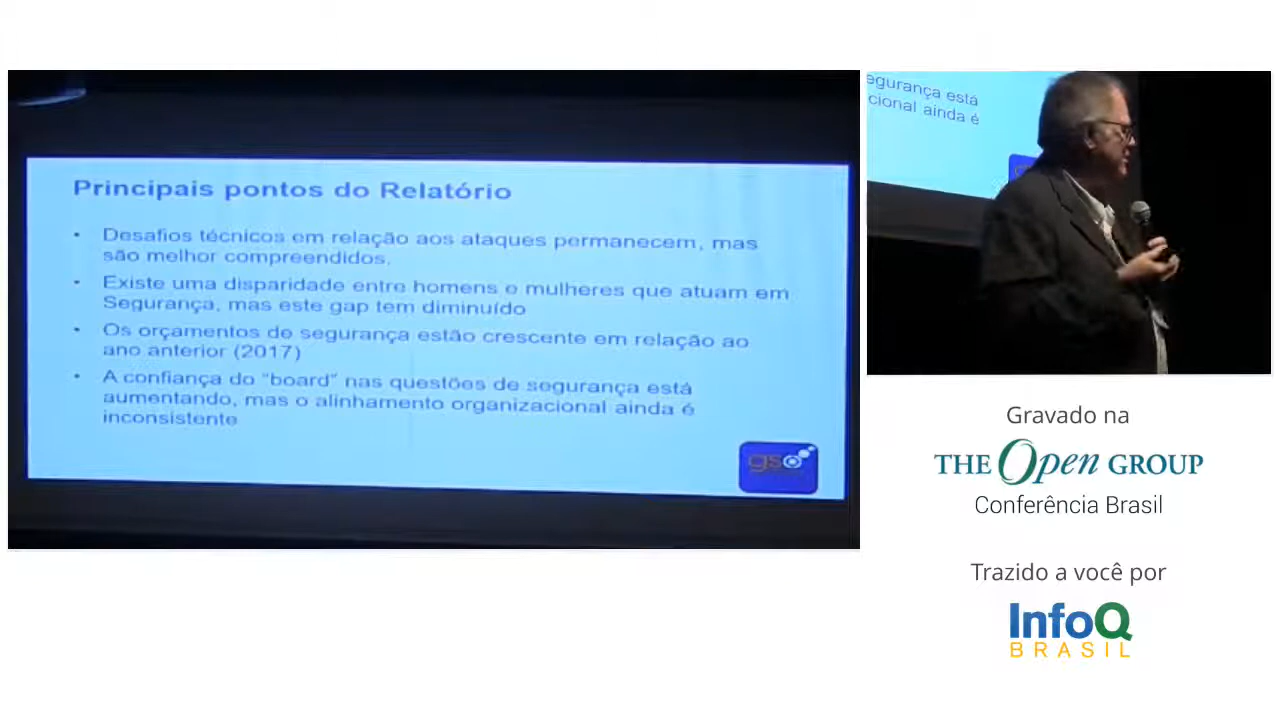 Principais pontos do Relatório
• Desafios técnicos em relação aos ataques permanecem, mas
são melhor compreendidos.
• Existe uma disparidade entre homens e mulheres que atuam em
Segurança, mas este gap tem diminuído
• Os orçamentos de segurança estão crescente em relação ao
ano anterior (2017)
• A confiança do "board" nas questões de segurança está
aumentando, mas o alinhamento organizacional ainda é
inconsistente
gs
egurança está
cional ainda é
Gravado na
THE Open GROUP
Conferência Brasil
Trazido a você por
InfoQ
BRASIL